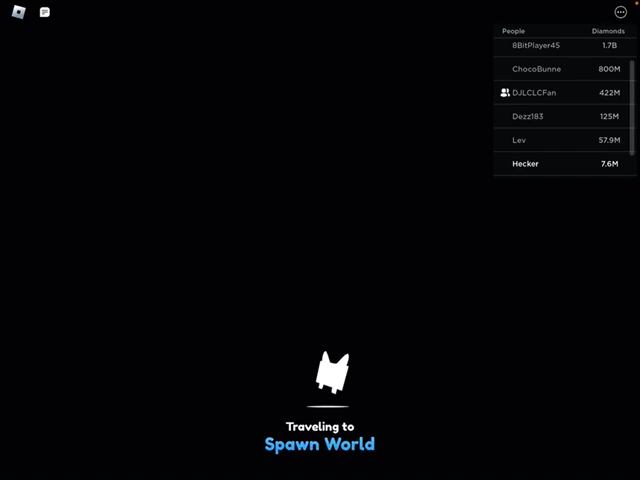 People Diamonds
8BitPlayer45 1.7B
ChocoBunne 800M
DJLCLCFan 422M
Dezz183 125M
Lev 57.9M
Hecker 7.6M
Traveling to
Spawn World